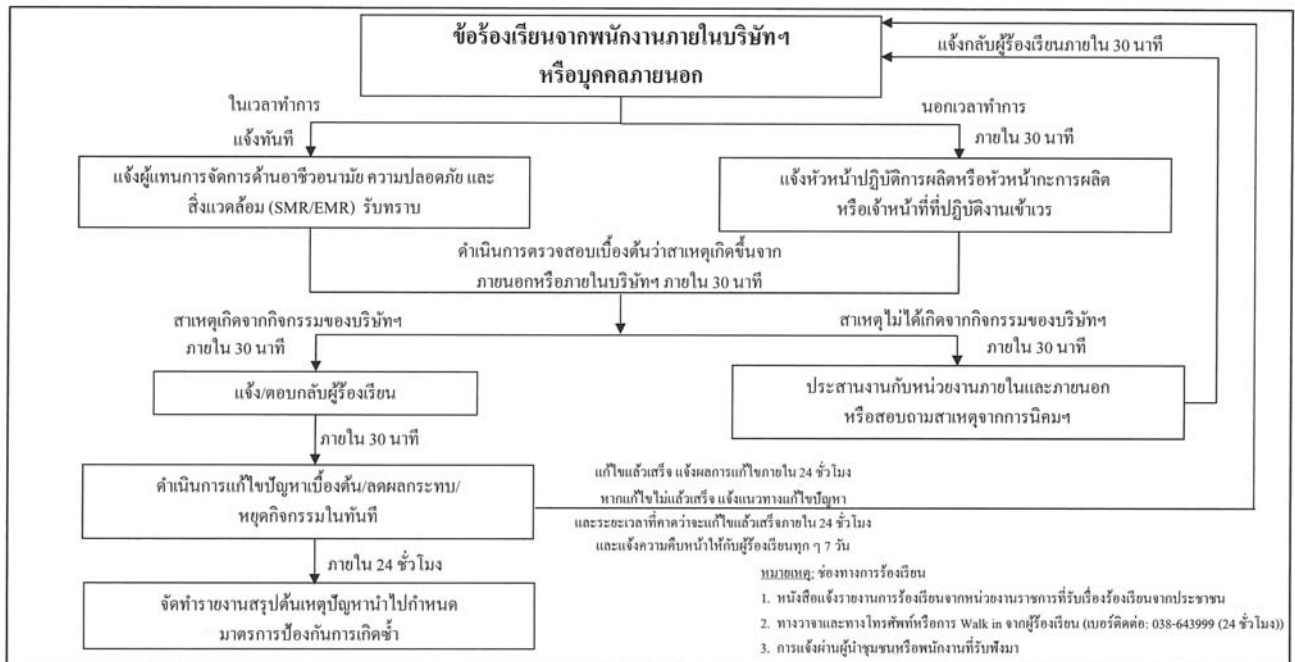 ข้อร้องเรียนจากพนักงานภายในบริษัทฯ
หรือบุคคลภายนอก
แจ้งกลับผู้ร้องเรียนภายใน 30 นาที
ในเวลาทำการ
นอกเวลาทำการ
แจ้งทันที
ภายใน 30 นาที
แจ้งผู้แทนการจัดการด้านอาชีวอนามัย ความปลอดภัย และ
สิ่งแวดล้อม (SMR/EMR) รับทราบ
แจ้งหัวหน้าปฏิบัติการผลิตหรือหัวหน้ากะการผลิต
หรือเจ้าหน้าที่ที่ปฏิบัติงานเข้าเวร
ดำเนินการตรวจสอบเบื้องต้นว่าสาเหตุเกิดขึ้นจาก
ภายนอกหรือภายในบริษัทฯ ภายใน 30 นาที
สาเหตุเกิดจากกิจกรรมของบริษัทฯ
สาเหตุไม่ได้เกิดจากกิจกรรมของบริษัทฯ
ภายใน 30 นาที
ภายใน 30 นาที
แจ้ง/ตอบกลับผู้ร้องเรียน
ประสานงานกับหน่วยงานภายในและภายนอก
หรือสอบถามสาเหตุจากการนิคมฯ
ภายใน 30 นาที
ดำเนินการแก้ไขปัญหาเบื้องต้น/ลดผลกระทบ/
หยุดกิจกรรมในทันที
แก้ไขแล้วเสร็จ แจ้งผลการแก้ไขภายใน 24 ชั่วโมง
หากแก้ไขไม่แล้วเสร็จ แจ้งแนวทางแก้ไขปัญหา
และระยะเวลาที่คาดว่าจะแก้ไขแล้วเสร็จภายใน 24 ชั่วโมง
และแจ้งความคืบหน้าให้กับผู้ร้องเรียนทุก ๆ 7 วัน
ภายใน 24 ชั่วโมง
จัดทำรายงานสรุปต้นเหตุปัญหานำไปกำหนด
มาตรการป้องกันการเกิดซ้ำ
หมายเหตุ: ช่องทางการร้องเรียน
1. หนังสือแจ้งรายงานการร้องเรียนจากหน่วยงานราชการที่รับเรื่องร้องเรียนจากประชาชน
2. ทางวาจาและทางโทรศัพท์หรือการ Walk in จากผู้ร้องเรียน (เบอร์ติดต่อ: 038-643999 (24 ชั่วโมง))
3. การแจ้งผ่านผู้นำชุมชนหรือพนักงานที่รับฟังมา